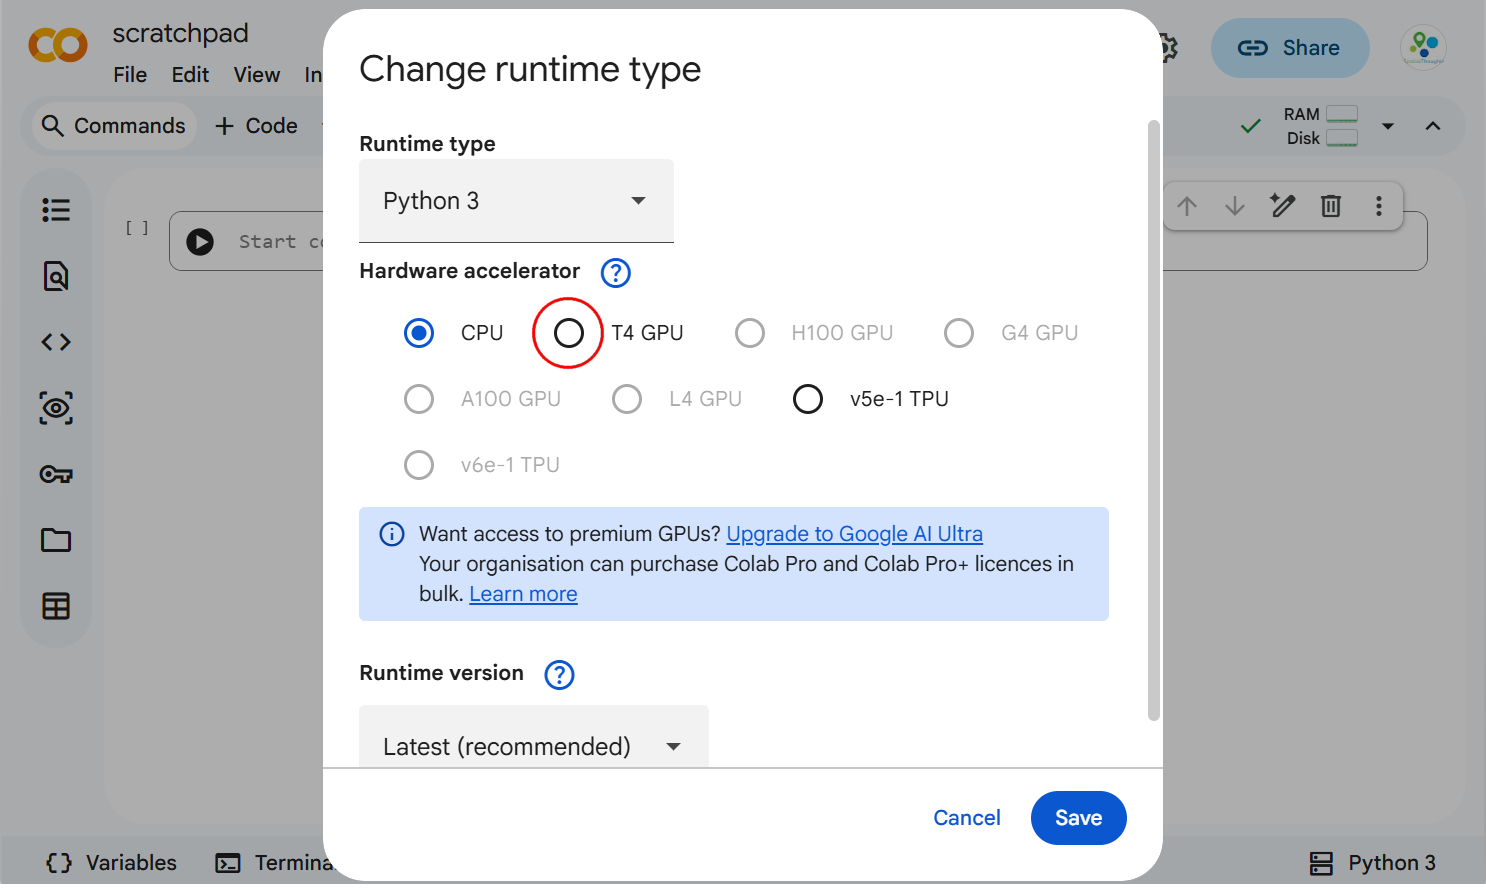 scratchpad
File Edit View In
Share
Commands + Code
RAM
Disk
[ ]
Start co
Change runtime type
Runtime type
Python 3
Hardware accelerator ?
CPU T4 GPU H100 GPU G4 GPU
A100 GPU L4 GPU v5e-1 TPU
v6e-1 TPU
Want access to premium GPUs? Upgrade to Google AI Ultra
Your organisation can purchase Colab Pro and Colab Pro+ licences in
bulk. Learn more
Runtime version ?
Latest (recommended)
Cancel Save
{} Variables Termina
Python 3